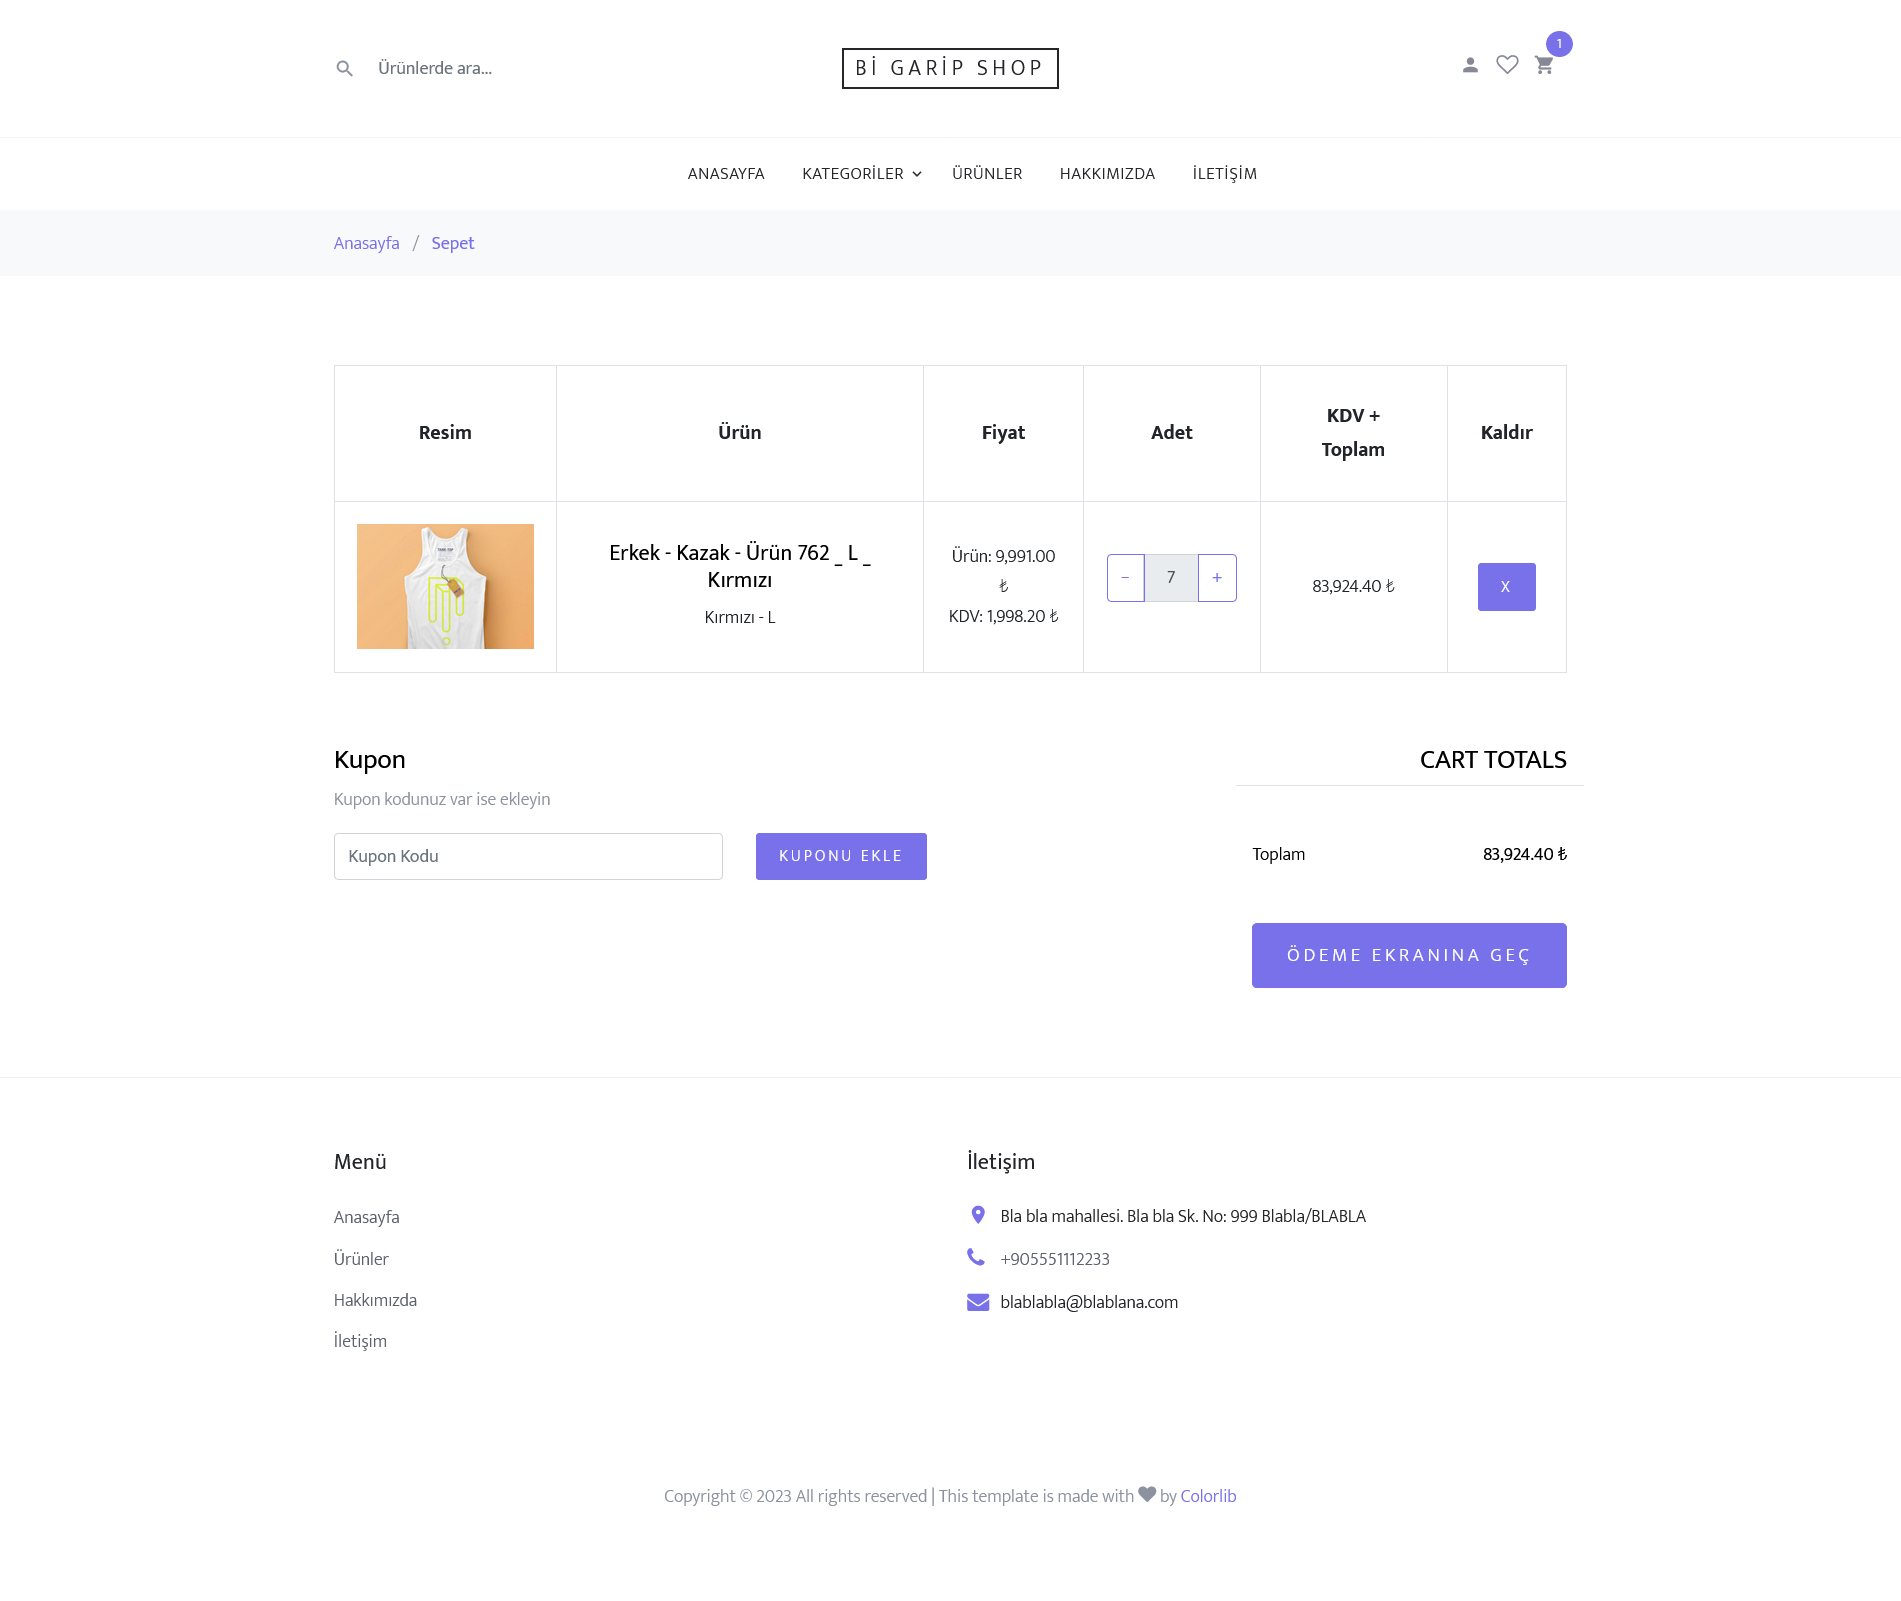 Ürünlerde ara...
Bİ GARİP SHOP
1
ANASAYFA KATEGORİLER ÜRÜNLER HAKKIMIZDA İLETİŞİM
Anasayfa / Sepet
Resim Ürün Fiyat Adet KDV +
Toplam Kaldır
Erkek - Kazak - Ürün 762 _ L _
Kırmızı
Kırmızı - L
Ürün: 9,991.00
₺
KDV: 1,998.20 ₺
− 7 +
83,924.40 ₺
X
Kupon
Kupon kodunuz var ise ekleyin
Kupon Kodu
KUPONU EKLE
CART TOTALS
Toplam 83,924.40 ₺
ÖDEME EKRANINA GEÇ
Menü
Anasayfa
Ürünler
Hakkımızda
İletişim
İletişim
Bla bla mahallesi. Bla bla Sk. No: 999 Blabla/BLABLA
+905551112233
blablabla@blablana.com
Copyright © 2023 All rights reserved | This template is made with ♥ by Colorlib